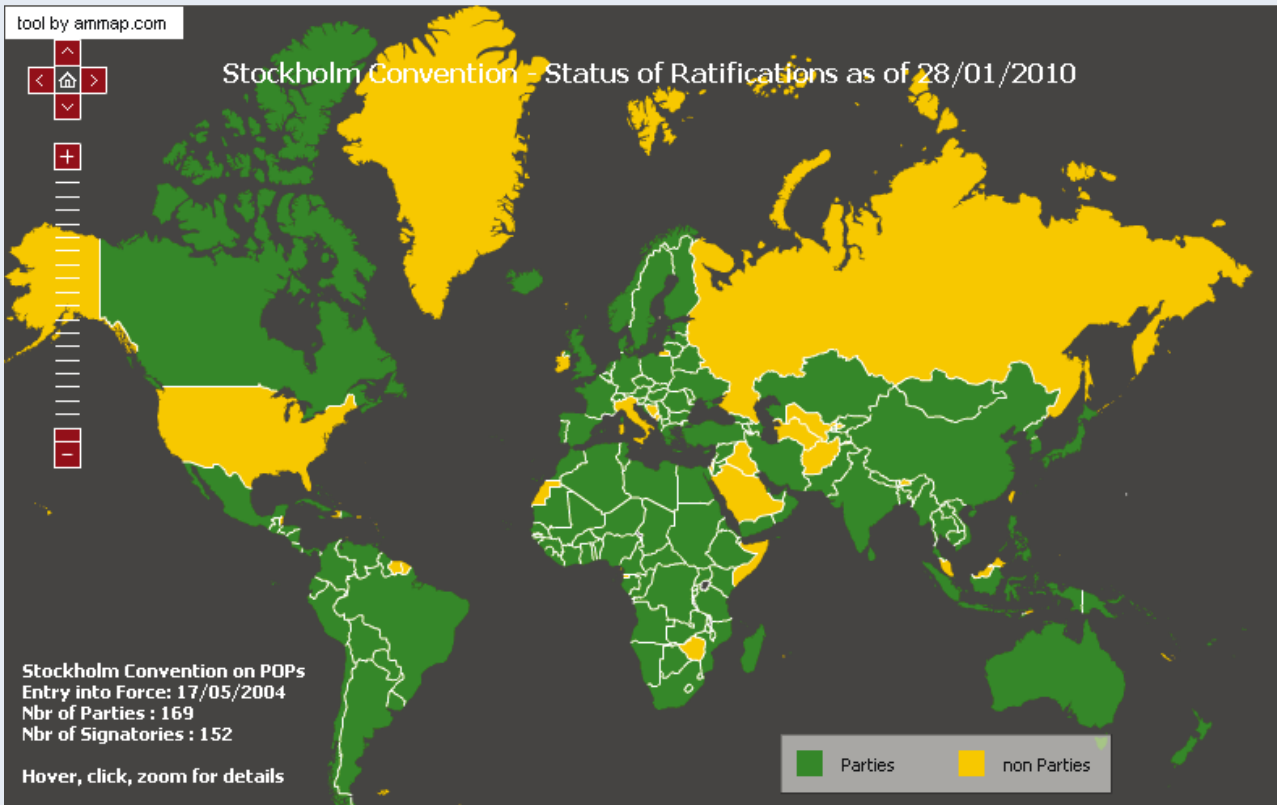 tool by ammap.com
Stockholm Convention - Status of Ratifications as of 28/01/2010
Stockholm Convention on POPs
Entry into Force: 17/05/2004
Nbr of Parties : 169
Nbr of Signatories : 152
Hover, click, zoom for details
Parties
non Parties